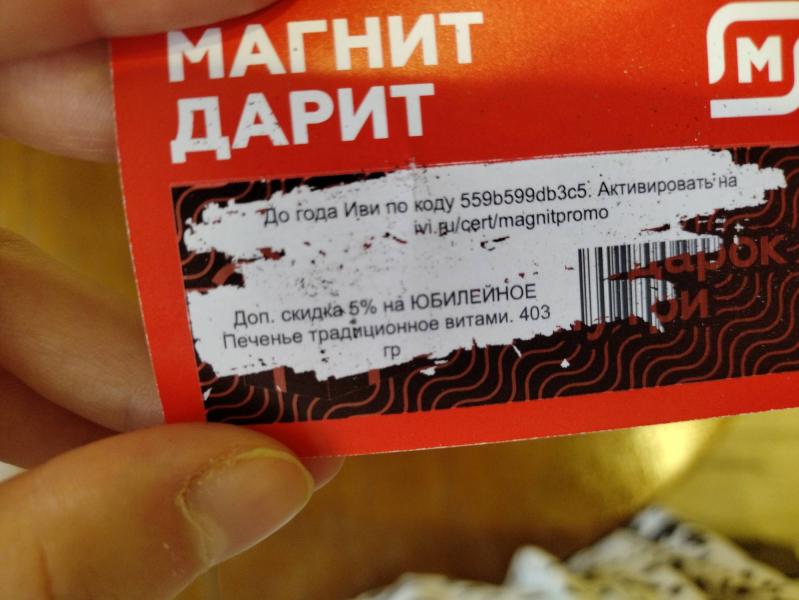 МАГНИТ
ДАРИТ
М
До года Иви по коду 559b599db3c5. Активировать на
ivi.ru/cert/magnitpromo
Доп. скидка 5% на ЮБИЛЕЙНОЕ
Печенье традиционное витами. 403
гр